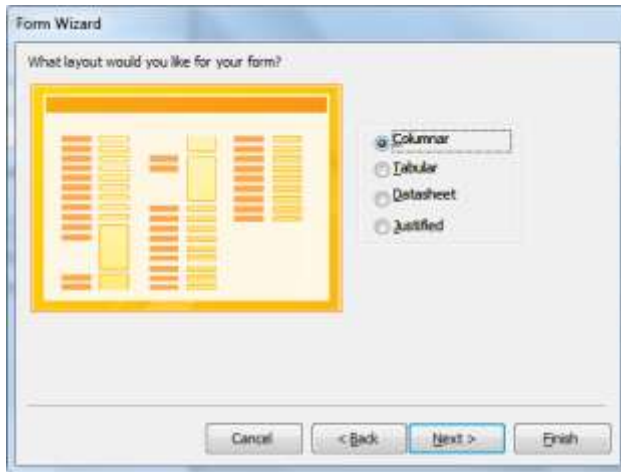 Form Wizard
What layout would you like for your form?
Columnar
Tabular
Datasheet
Justified
Cancel
< Back
Next >
Finish